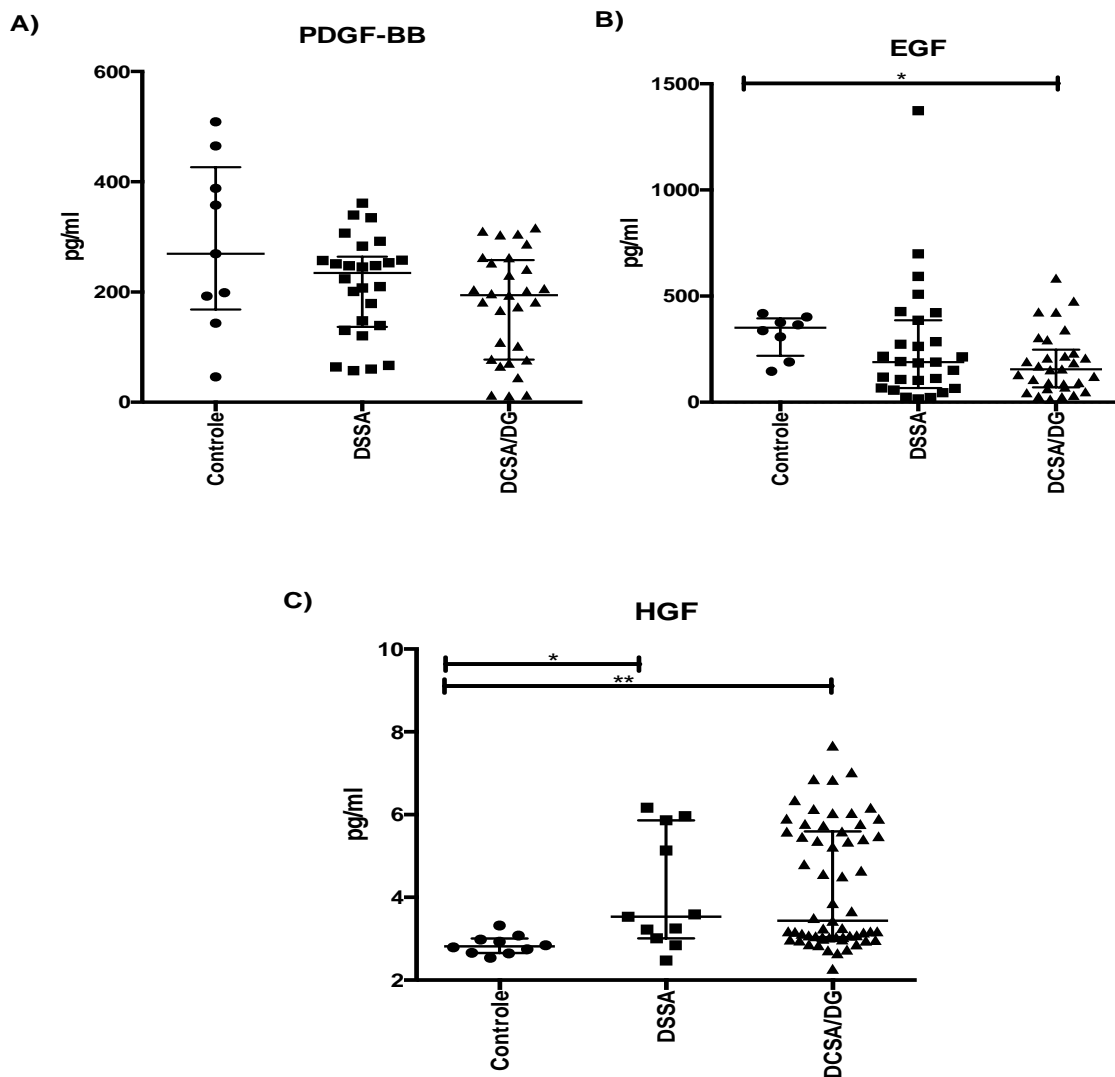 A)
PDGF-BB
600
400
200
0
pg/ml
Controle
DSSA
DCSA/DG
B)
EGF
*
1500
1000
500
0
pg/ml
Controle
DSSA
DCSA/DG
C)
HGF
*
**
10
8
6
4
2
pg/ml
Controle
DSSA
DCSA/DG